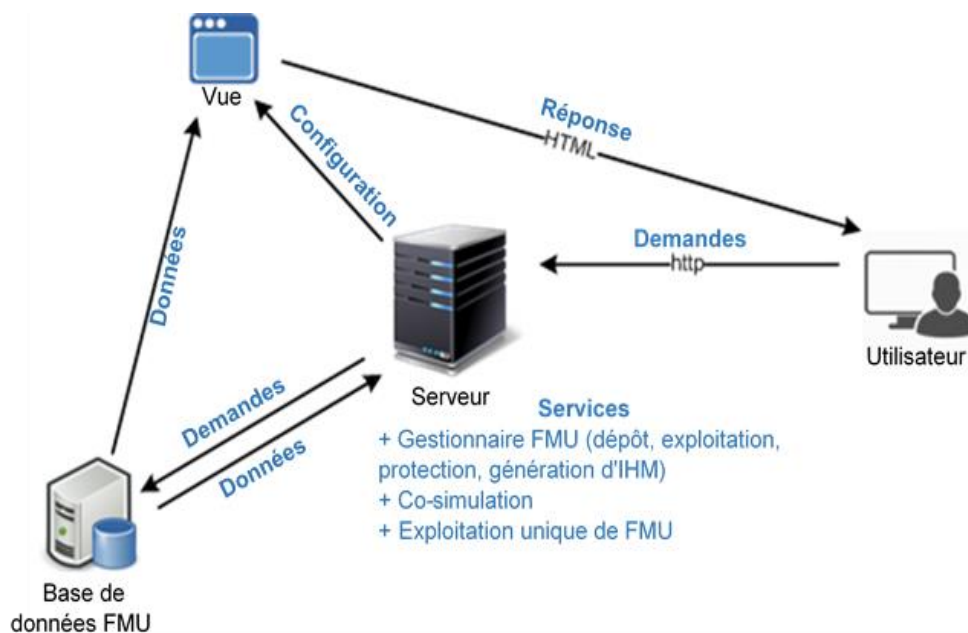 Vue
Réponse
HTML
Configuration
Demandes
http
Données
Utilisateur
Serveur
Demandes
Données
Services
+ Gestionnaire FMU (dépôt, exploitation,
protection, génération d'IHM)
+ Co-simulation
+ Exploitation unique de FMU
Base de
données FMU